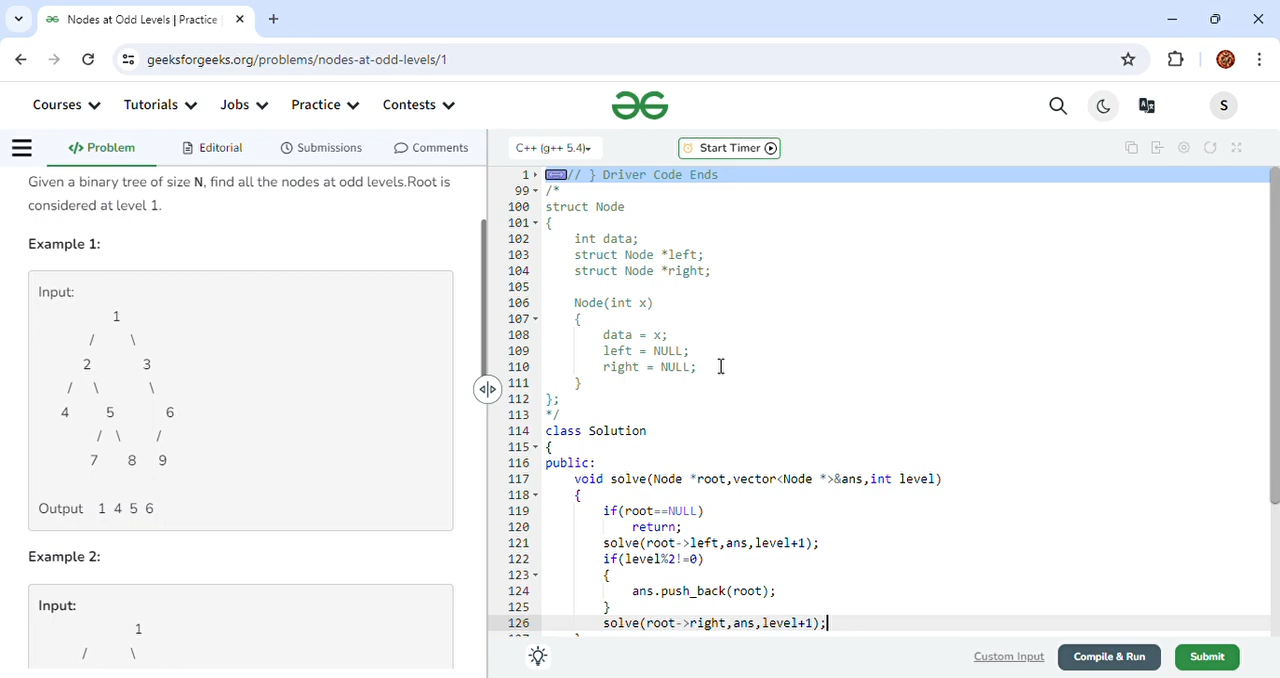 Nodes at Odd Levels | Practice
geeksforgeeks.org/problems/nodes-at-odd-levels/1
Courses Tutorials Jobs Practice Contests S
</> Problem Editorial Submissions Comments
C++ (g++ 5.4) Start Timer
Given a binary tree of size N, find all the nodes at odd levels.Root is
considered at level 1.
Example 1:
Input:
1
/ \
2 3
/ \ \
4 5 6
/ \ /
7 8 9
Output 1 4 5 6
Example 2:
Input:
1
/ \
1 // } Driver Code Ends
99 /*
100 struct Node
101 {
102 int data;
103 struct Node *left;
104 struct Node *right;
105
106 Node(int x)
107 {
108 data = x;
109 left = NULL;
110 right = NULL;
111 }
112 };
113 */
114 class Solution
115 {
116 public:
117 void solve(Node *root,vector<Node *>&ans,int level)
118 {
119 if(root==NULL)
120 return;
121 solve(root->left,ans,level+1);
122 if(level%2!=0)
123 {
124 ans.push_back(root);
125 }
126 solve(root->right,ans,level+1);
Custom Input Compile & Run Submit